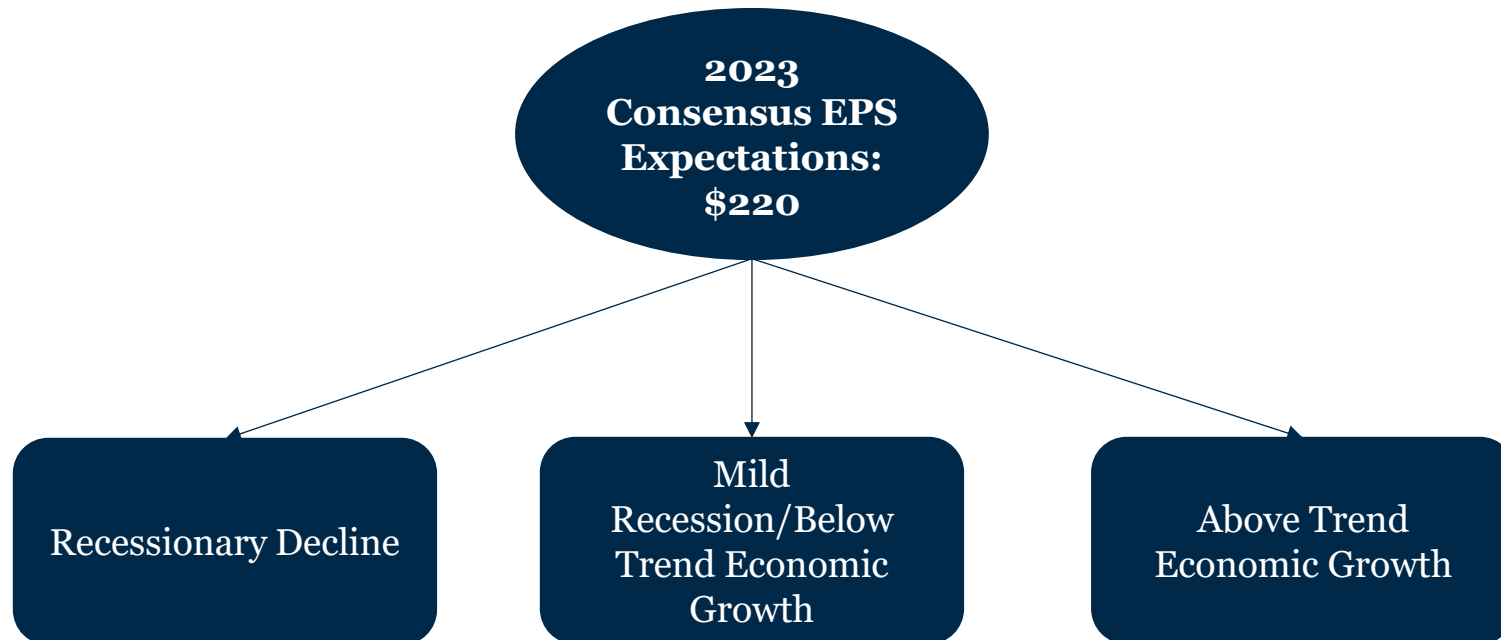 2023
Consensus EPS
Expectations:
$220
Recessionary Decline
Mild
Recession/Below
Trend Economic
Growth
Above Trend
Economic Growth